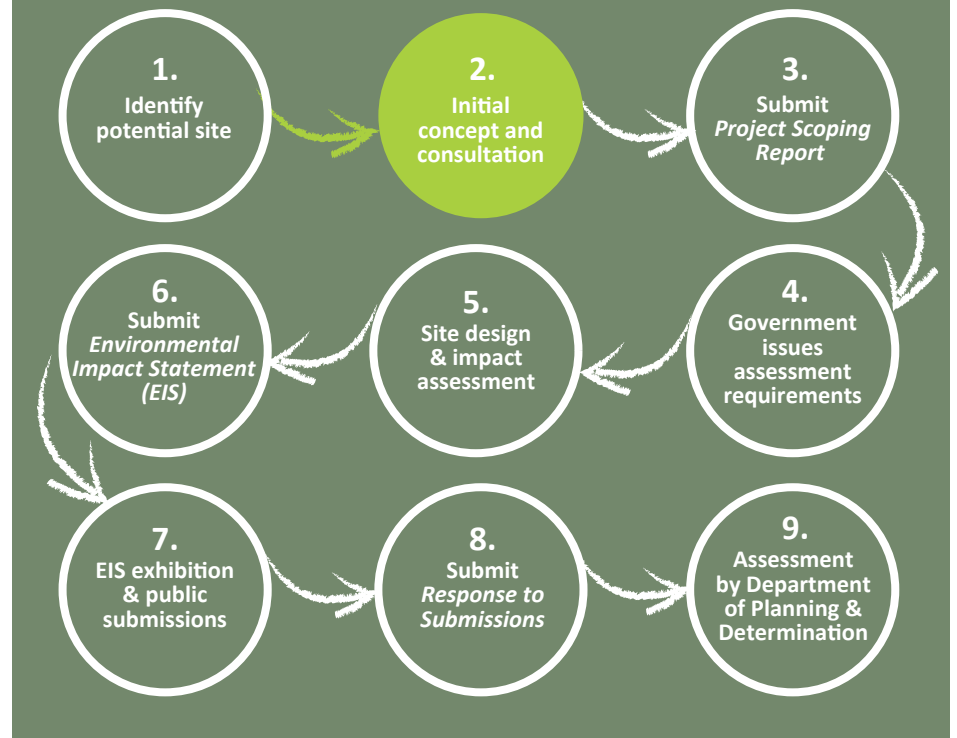 1.
Identify
potential site
2.
Initial
concept and
consultation
3.
Submit
Project Scoping
Report
4.
Government
issues
assessment
requirements
5.
Site design
& impact
assessment
6.
Submit
Environmental
Impact Statement
(EIS)
7.
EIS exhibition
& public
submissions
8.
Submit
Response to
Submissions
9.
Assessment
by Department
of Planning &
Determination